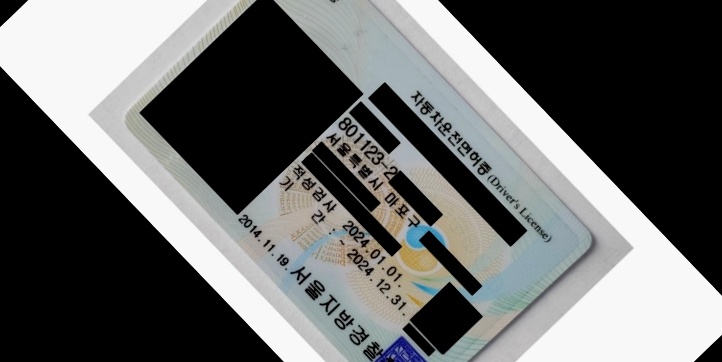 자동차운전면허증 (Driver's License)
801123-2
서울특별시 마포구
적성검사 2024.01.01.
기 간 : ~ 2024.12.31.
2014.11.19.
서울지방경찰